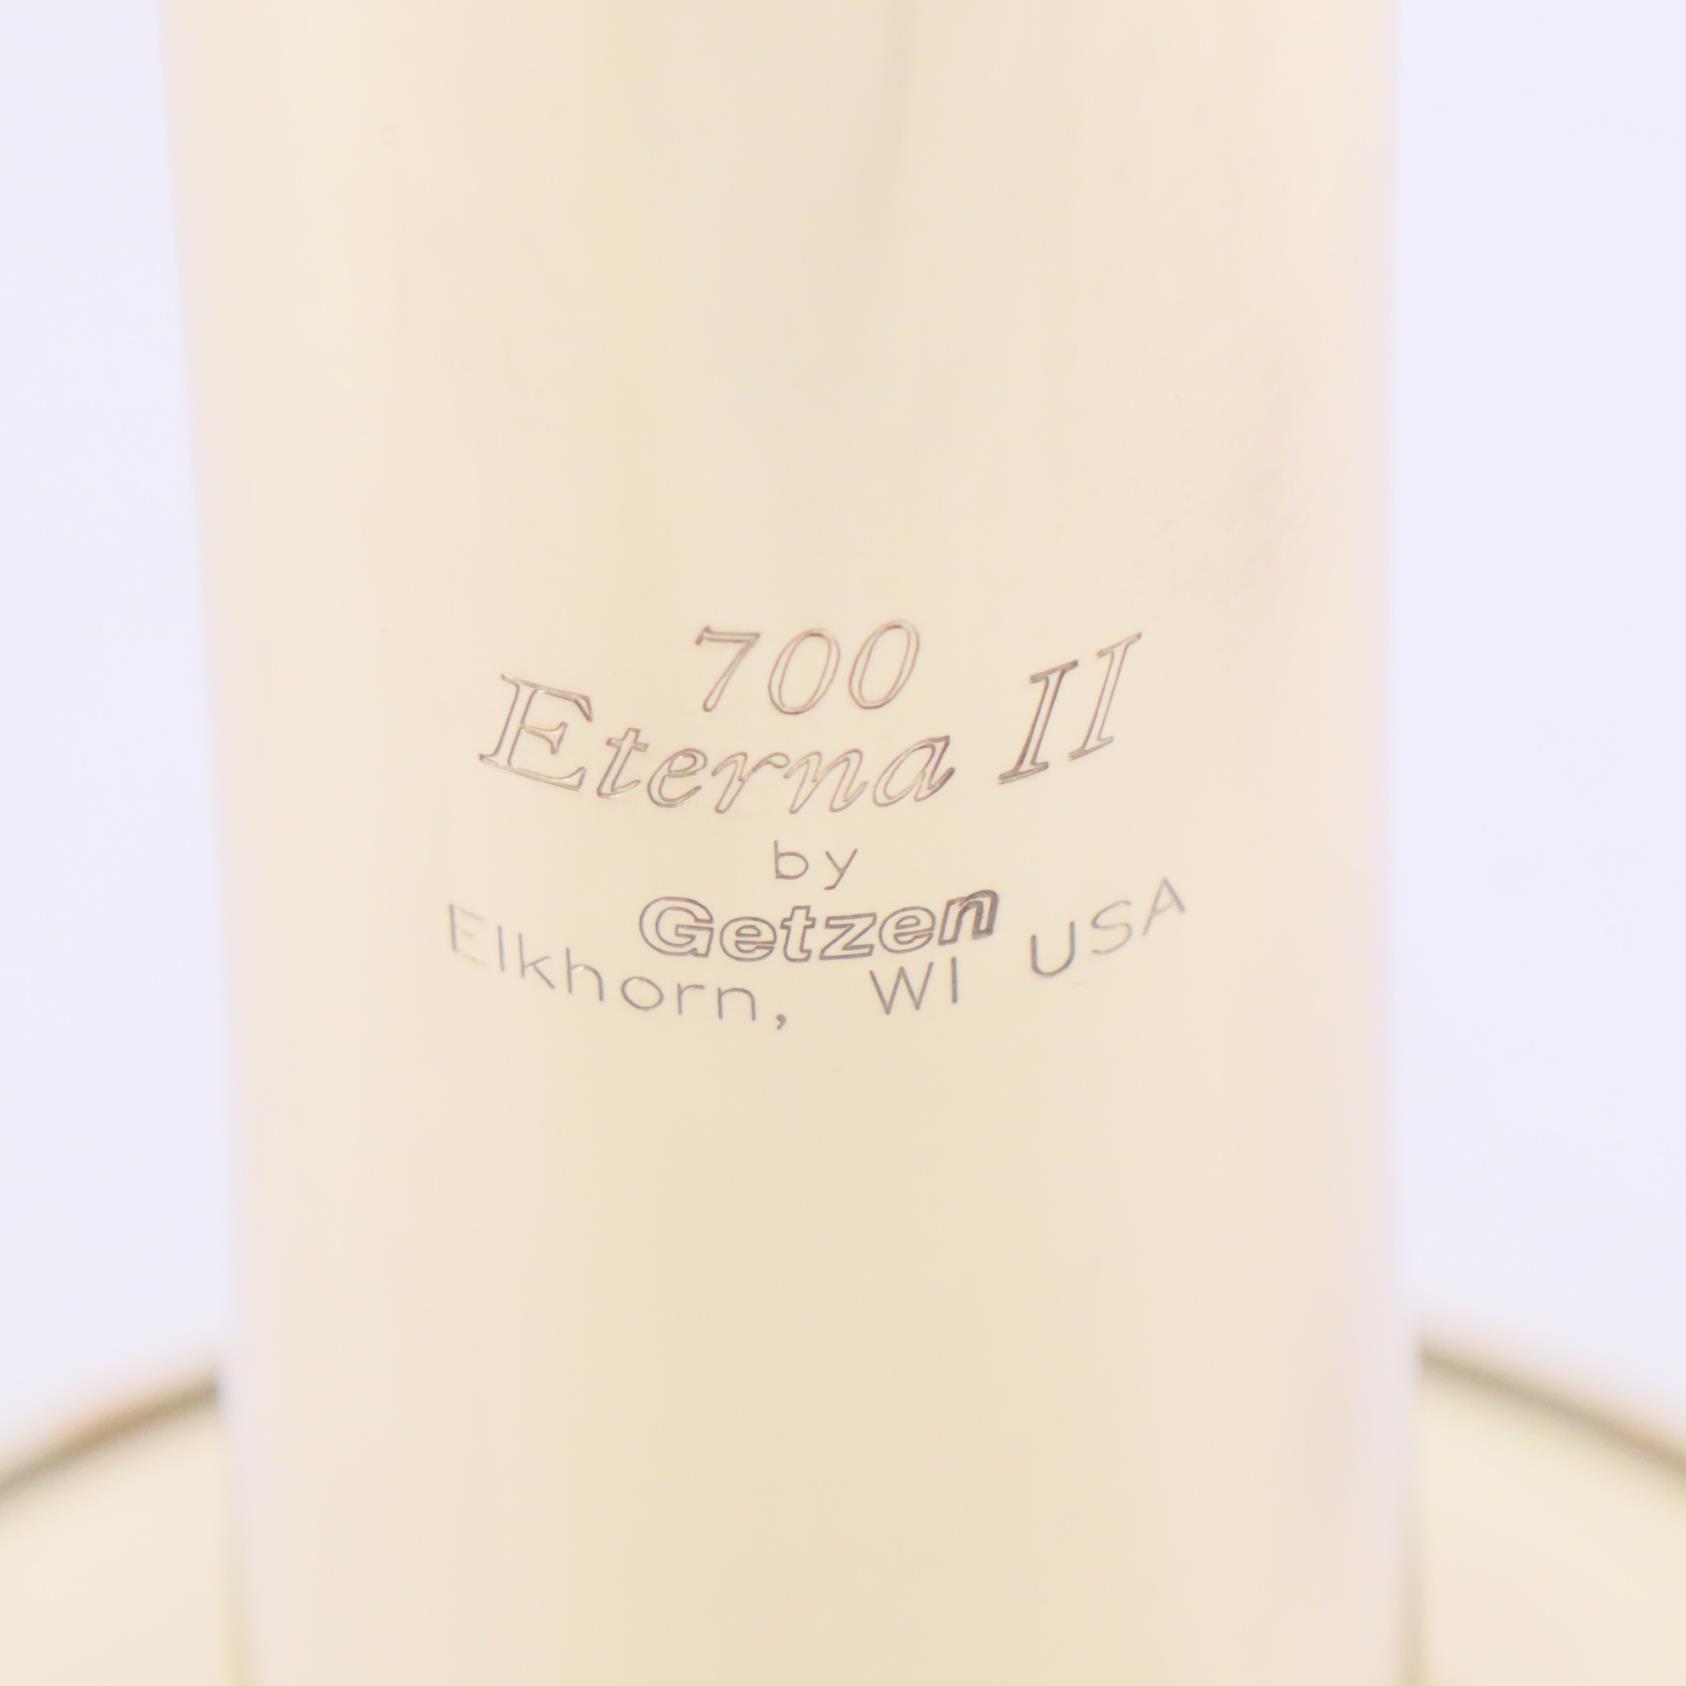 700
Eterna II
by
Getzen
Elkhorn, WI USA